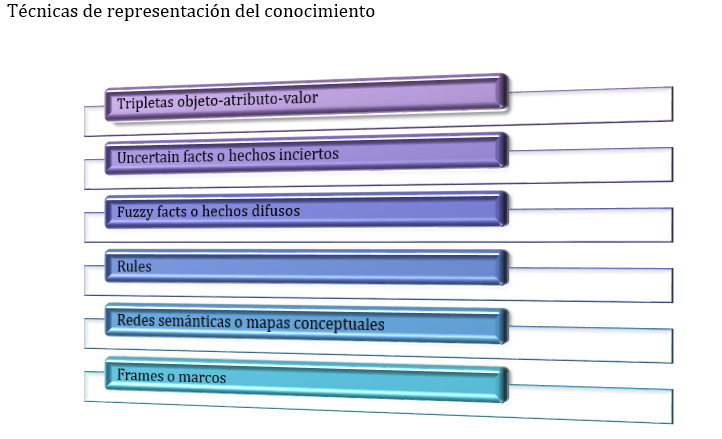 Técnicas de representación del conocimiento
Tripletas objeto-atributo-valor
Uncertain facts o hechos inciertos
Fuzzy facts o hechos difusos
Rules
Redes semánticas o mapas conceptuales
Frames o marcos